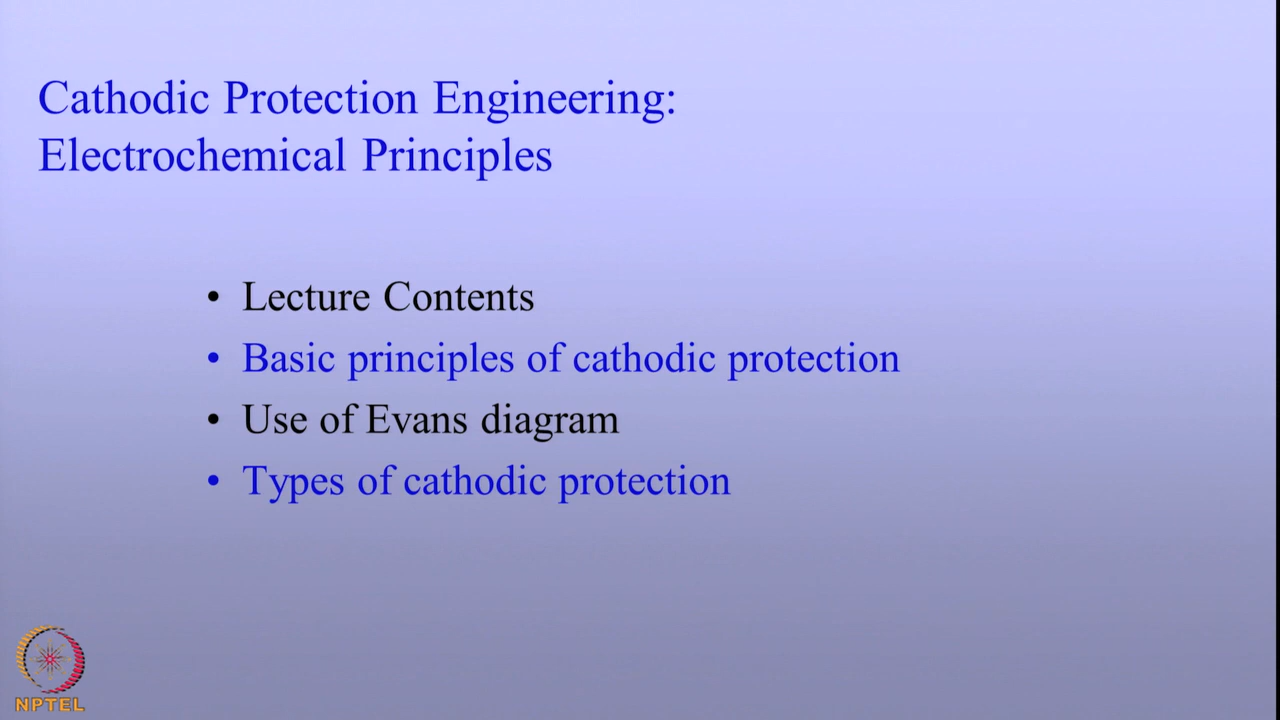 Cathodic Protection Engineering:
Electrochemical Principles
• Lecture Contents
• Basic principles of cathodic protection
• Use of Evans diagram
• Types of cathodic protection
NPTEL